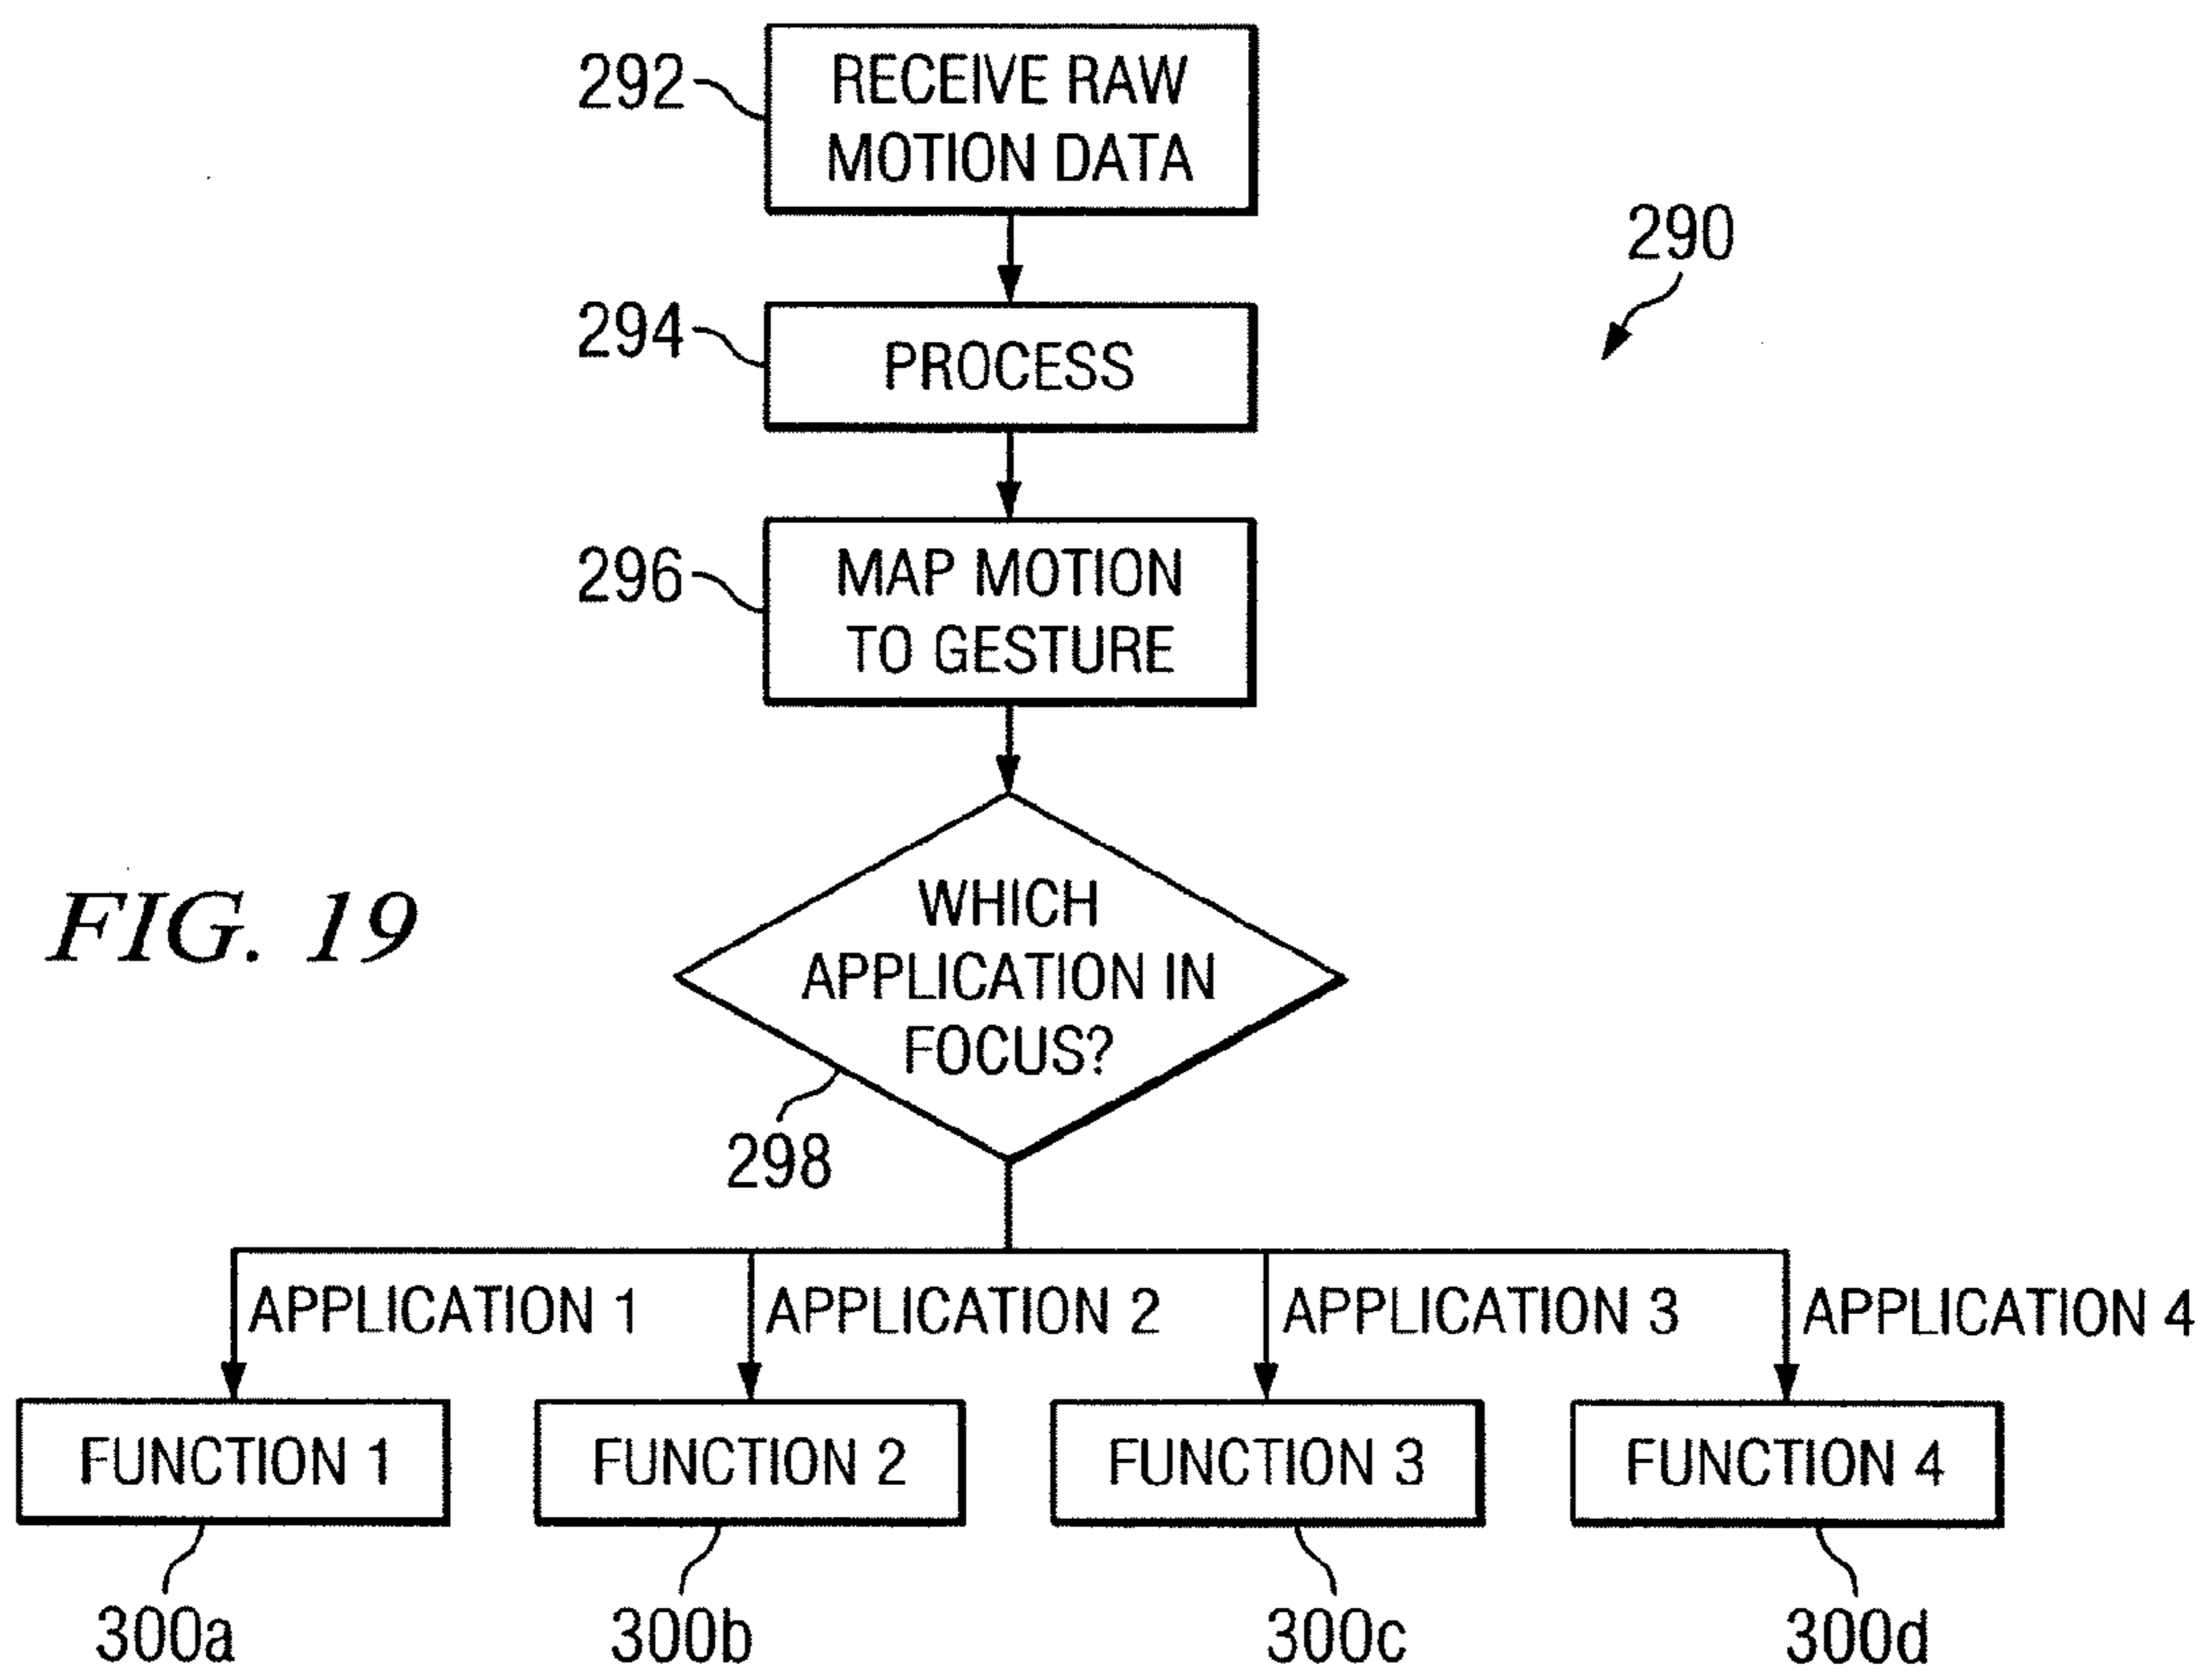 292
RECEIVE RAW
MOTION DATA
290
294
PROCESS
296
MAP MOTION
TO GESTURE
FIG. 19
WHICH
APPLICATION IN
FOCUS?
298
APPLICATION 1
APPLICATION 2
APPLICATION 3
APPLICATION 4
FUNCTION 1
FUNCTION 2
FUNCTION 3
FUNCTION 4
300a
300b
300c
300d